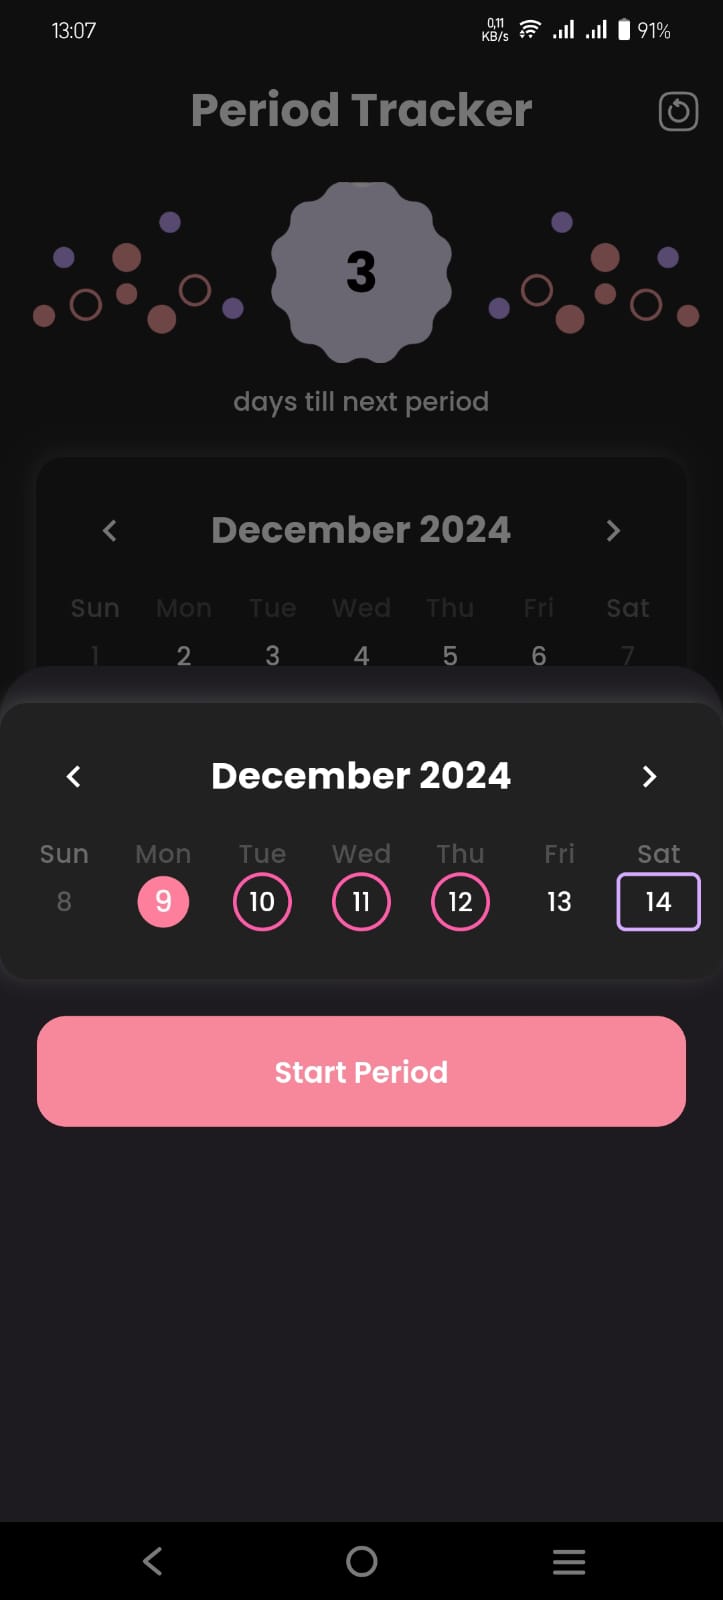 13:07
0,11
KB/s
91%
Period Tracker
3
days till next period
December 2024
Sun Mon Tue Wed Thu Fri Sat
1 2 3 4 5 6 7
December 2024
Sun Mon Tue Wed Thu Fri Sat
8 9 10 11 12 13 14
Start Period